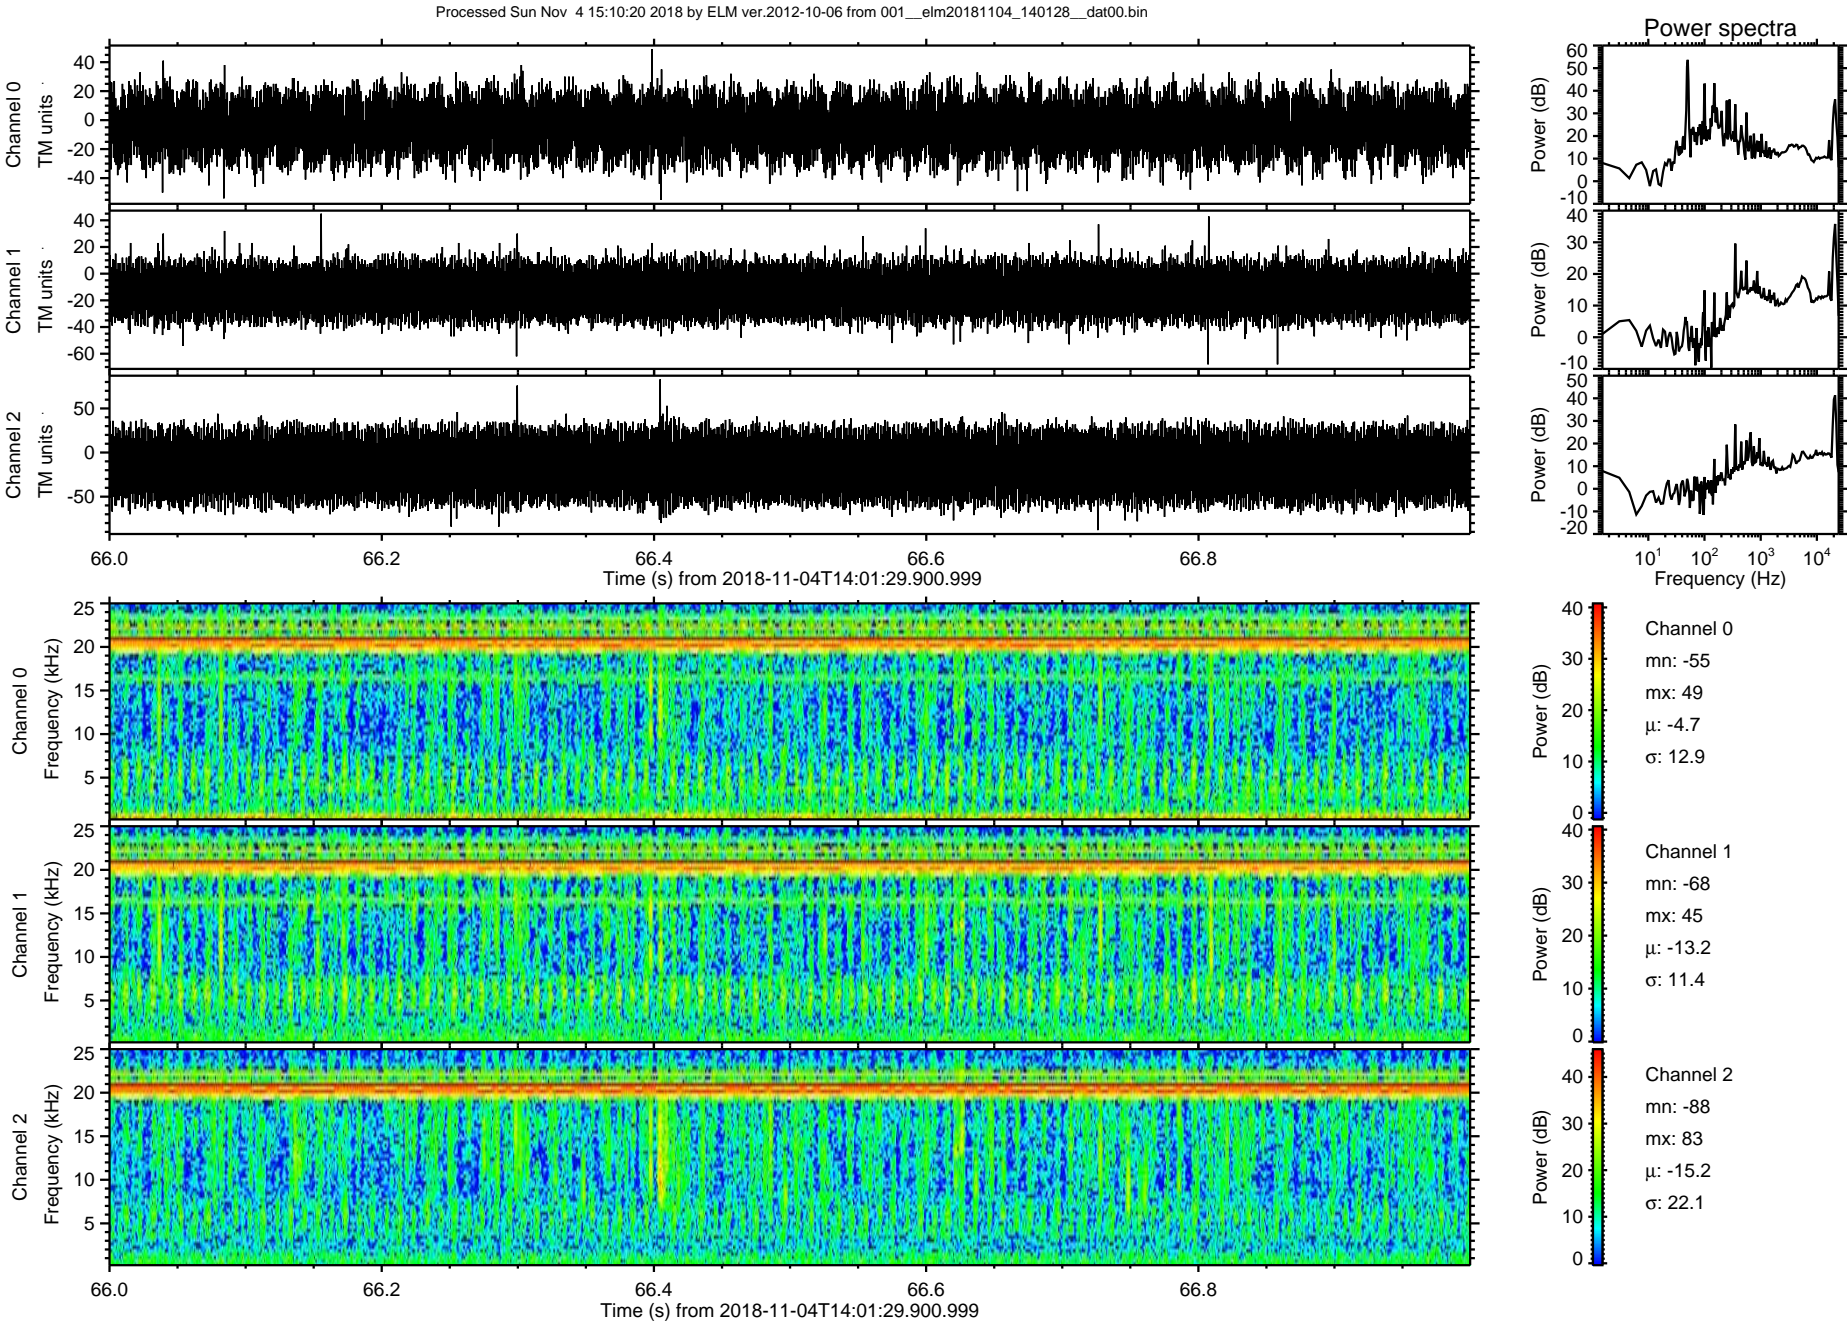 Processed Sun Nov  4 15:10:20 2018 by ELM ver.2012-10-06 from 001__elm20181104_140128__dat00.bin
Power spectra
Channel 0
TM units
40
20
0
-20
-40
Power (dB)
60
50
40
30
20
10
0
-10
Channel 1
TM units
40
20
0
-20
-40
-60
Power (dB)
40
30
20
10
0
-10
Channel 2
TM units
50
0
-50
Power (dB)
50
40
30
20
10
0
-10
-20
66.0 66.2 66.4 66.6 66.8
Time (s) from 2018-11-04T14:01:29.900.999
10¹ 10² 10³ 10⁴
Frequency (Hz)
Channel 0
Frequency (kHz)
25
20
15
10
5
Power (dB)
40
30
20
10
0
Channel 0
mn: -55
mx: 49
μ: -4.7
σ: 12.9
Channel 1
Frequency (kHz)
25
20
15
10
5
Power (dB)
40
30
20
10
0
Channel 1
mn: -68
mx: 45
μ: -13.2
σ: 11.4
Channel 2
Frequency (kHz)
25
20
15
10
5
Power (dB)
40
30
20
10
0
Channel 2
mn: -88
mx: 83
μ: -15.2
σ: 22.1
66.0 66.2 66.4 66.6 66.8
Time (s) from 2018-11-04T14:01:29.900.999